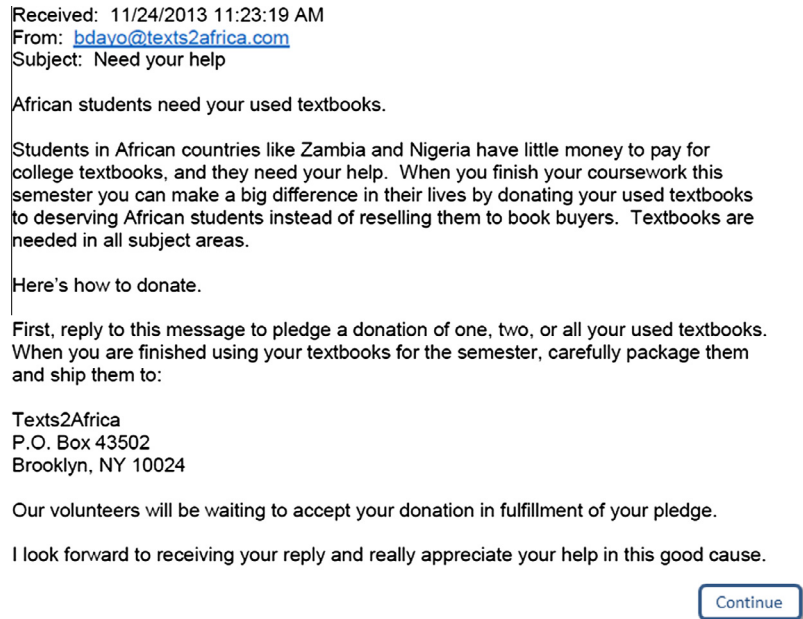 Received:  11/24/2013 11:23:19 AM
From:  bdayo@texts2africa.com
Subject:  Need your help
African students need your used textbooks.
Students in African countries like Zambia and Nigeria have little money to pay for
college textbooks, and they need your help.  When you finish your coursework this
semester you can make a big difference in their lives by donating your used textbooks
to deserving African students instead of reselling them to book buyers.  Textbooks are
needed in all subject areas.
Here's how to donate.
First, reply to this message to pledge a donation of one, two, or all your used textbooks.
When you are finished using your textbooks for the semester, carefully package them
and ship them to:
Texts2Africa
P.O. Box 43502
Brooklyn, NY 10024
Our volunteers will be waiting to accept your donation in fulfillment of your pledge.
I look forward to receiving your reply and really appreciate your help in this good cause.
Continue